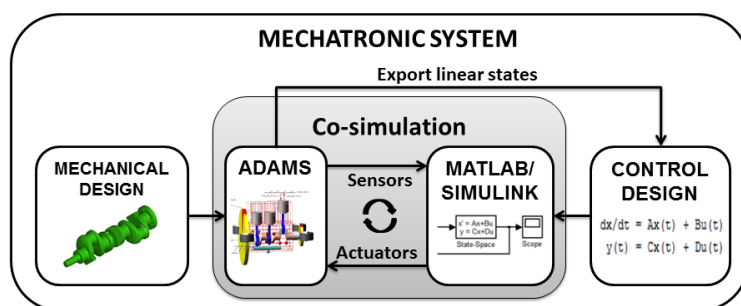 MECHATRONIC SYSTEM
Export linear states
Co-simulation
MECHANICAL
DESIGN
ADAMS
Sensors
Actuators
MATLAB/
SIMULINK
x' = Ax+Bu
y = Cx+Du
State-Space
Scope
CONTROL
DESIGN
dx/dt = Ax(t) + Bu(t)
y(t) = Cx(t) + Du(t)